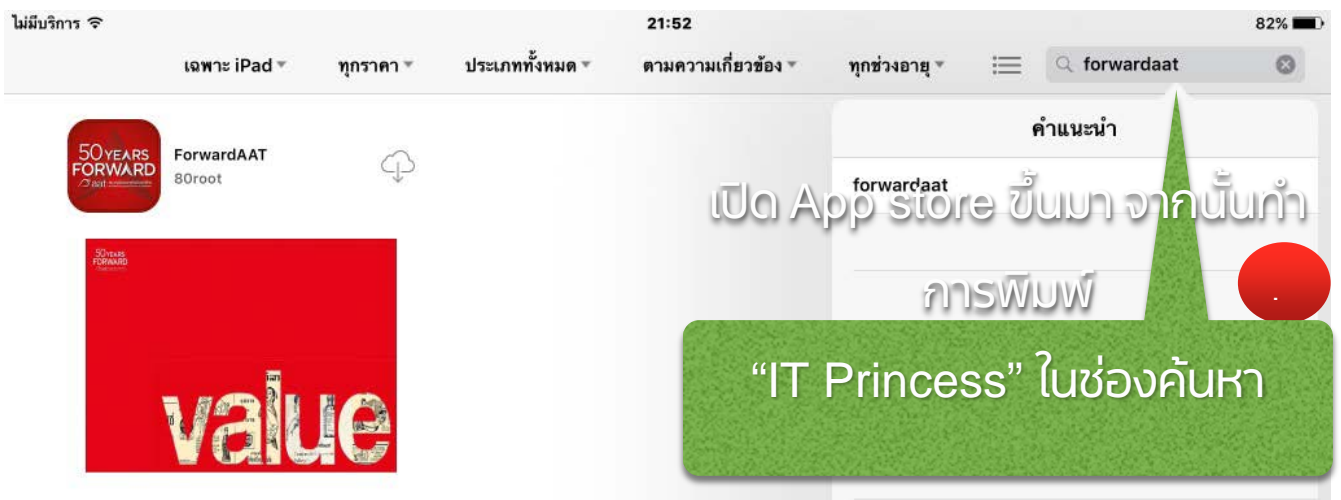 ไม่มีบริการ
21:52
82%
เฉพาะ iPad
ทุกราคา
ประเภททั้งหมด
ตามความเกี่ยวข้อง
ทุกช่วงอายุ
forwardaat
คำแนะนำ
50 YEARS
FORWARD
aat
ForwardAAT
80root
forwardaat
เปิด App store ขึ้นมา จากนั้นทำ
การพิมพ์
“IT Princess” ในช่องค้นหา
.
50 YEARS
FORWARD
value